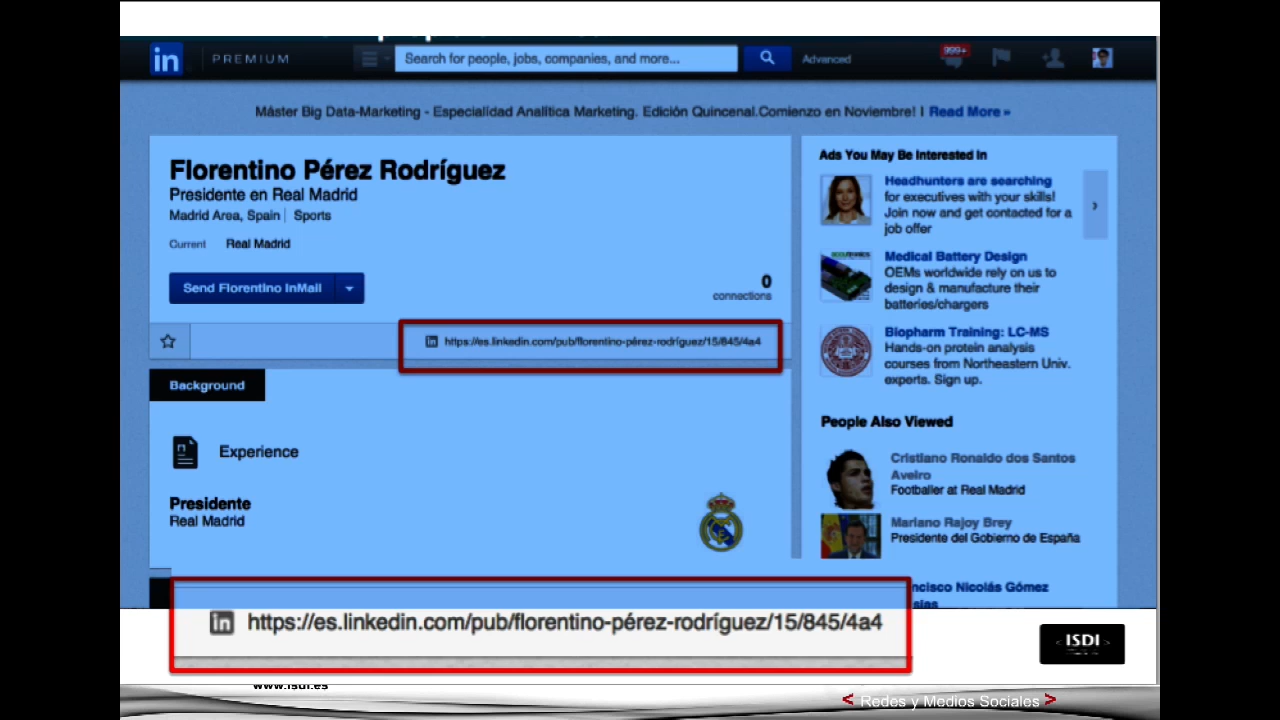 in PREMIUM Search for people, jobs, companies, and more... Advanced 999+
Máster Big Data-Marketing - Especialidad Analítica Marketing. Edición Quincenal.Comienzo en Noviembre! | Read More »
Florentino Pérez Rodríguez
Presidente en Real Madrid
Madrid Area, Spain | Sports
Current Real Madrid
Send Florentino InMail
0
connections
https://es.linkedin.com/pub/florentino-pérez-rodríguez/15/845/4a4
Background
Experience
Presidente
Real Madrid
Ads You May Be Interested In
Headhunters are searching
for executives with your skills!
Join now and get contacted for a
job offer
Medical Battery Design
OEMs worldwide rely on us to
design & manufacture their
batteries/chargers
Biopharm Training: LC-MS
Hands-on protein analysis
courses from Northeastern Univ.
experts. Sign up.
People Also Viewed
Cristiano Ronaldo dos Santos
Aveiro
Footballer at Real Madrid
Mariano Rajoy Brey
Presidente del Gobierno de España
ncisco Nicolás Gómez
in https://es.linkedin.com/pub/florentino-pérez-rodríguez/15/845/4a4
< ISDI >
www.isdi.es
< Redes y Medios Sociales >